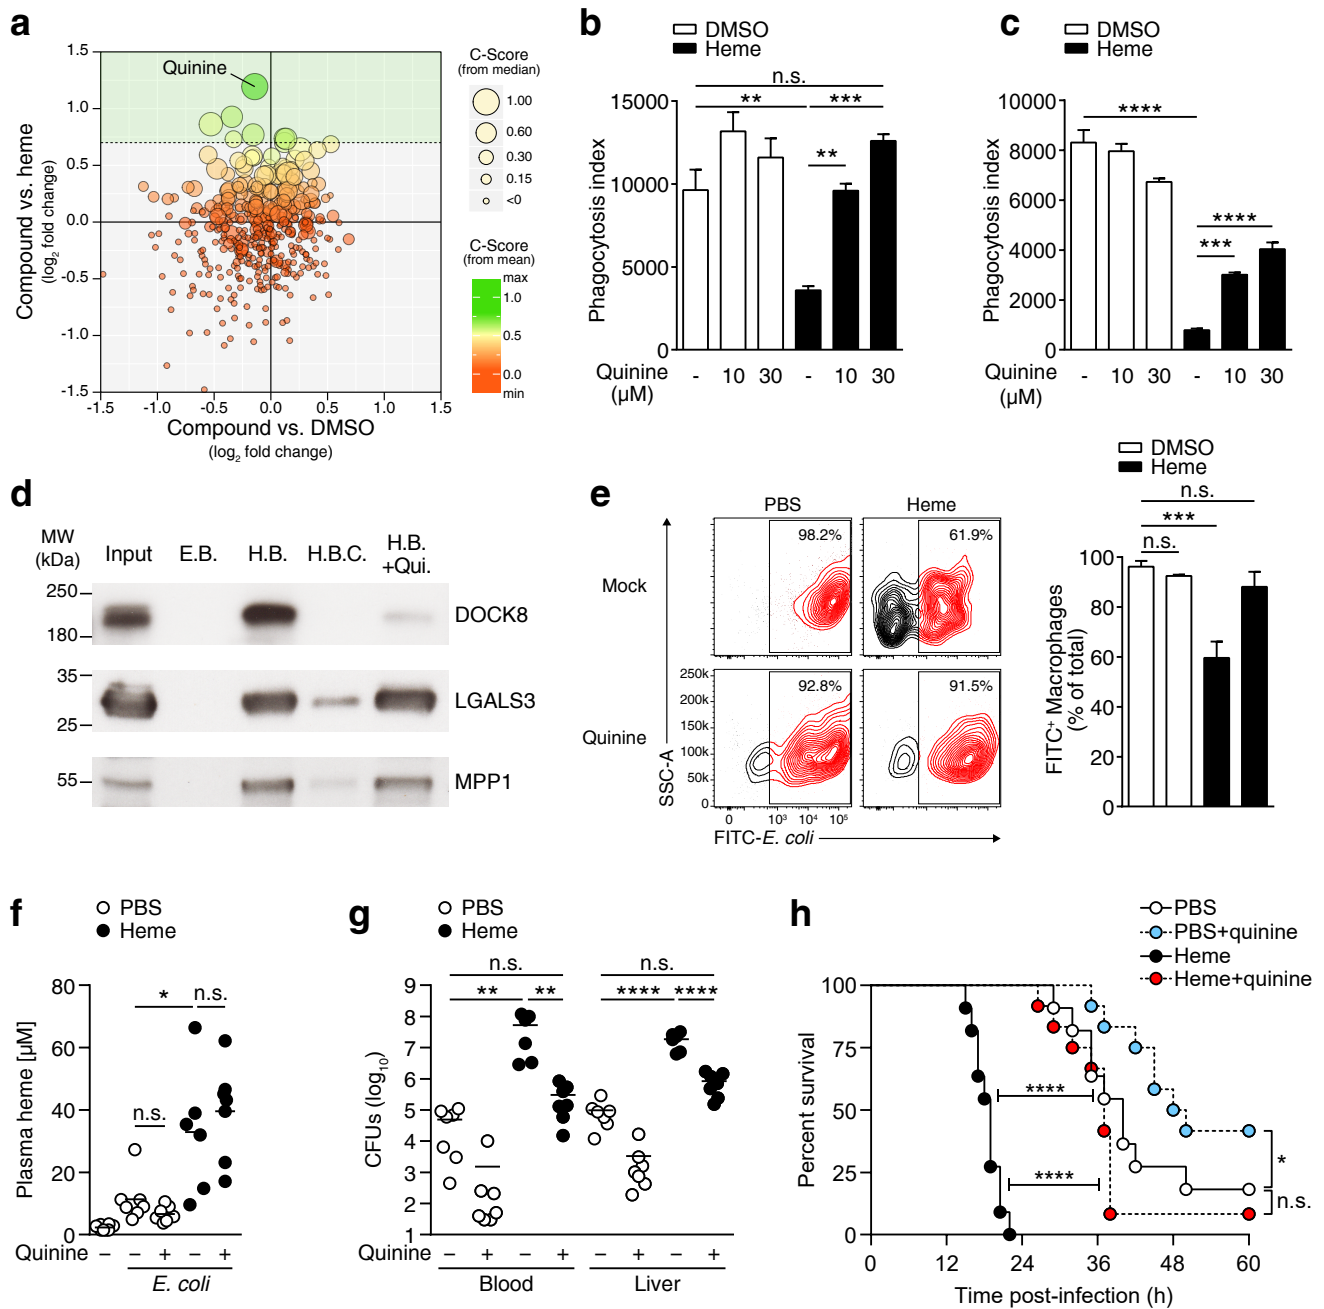 a
1.5
1.0
0.5
0.0
-0.5
-1.0
-1.5
-1.5
-1.0
-0.5
0.0
0.5
1.0
1.5
Quinine
Compound vs. heme
(log2 fold change)
Compound vs. DMSO
(log2 fold change)
C-Score
(from median)
1.00
0.60
0.30
0.15
<0
C-Score
(from mean)
max
1.0
0.5
0.0
min
b
DMSO
Heme
n.s.
** ***
**
15000
10000
5000
0
Phagocytosis index
Quinine - 10 30 - 10 30
(µM)
c
DMSO
Heme
****
****
***
10000
8000
6000
4000
2000
0
Phagocytosis index
Quinine - 10 30 - 10 30
(µM)
d
MW
(kDa)
Input E.B. H.B. H.B.C. H.B.
+Qui.
250
180
DOCK8
35
25
LGALS3
55
MPP1
e
PBS Heme
Mock
98.2% 61.9%
Quinine
92.8% 91.5%
250k
200k
150k
100k
50k
0
SSC-A
0 10³ 10⁴ 10⁵
FITC-E. coli
DMSO
Heme
n.s.
***
n.s.
100
80
60
40
20
0
FITC+ Macrophages
(% of total)
f
PBS
Heme
* n.s.
n.s.
80
60
40
20
0
Plasma heme [µM]
Quinine – – + – +
E. coli
g
PBS
Heme
n.s. n.s.
** ** **** ****
9
8
7
6
5
4
3
2
1
CFUs (log10)
Quinine – + – + – + – +
Blood Liver
h
PBS
PBS+quinine
Heme
Heme+quinine
100
75
50
25
0
Percent survival
****
****
*
n.s.
0 12 24 36 48 60
Time post-infection (h)